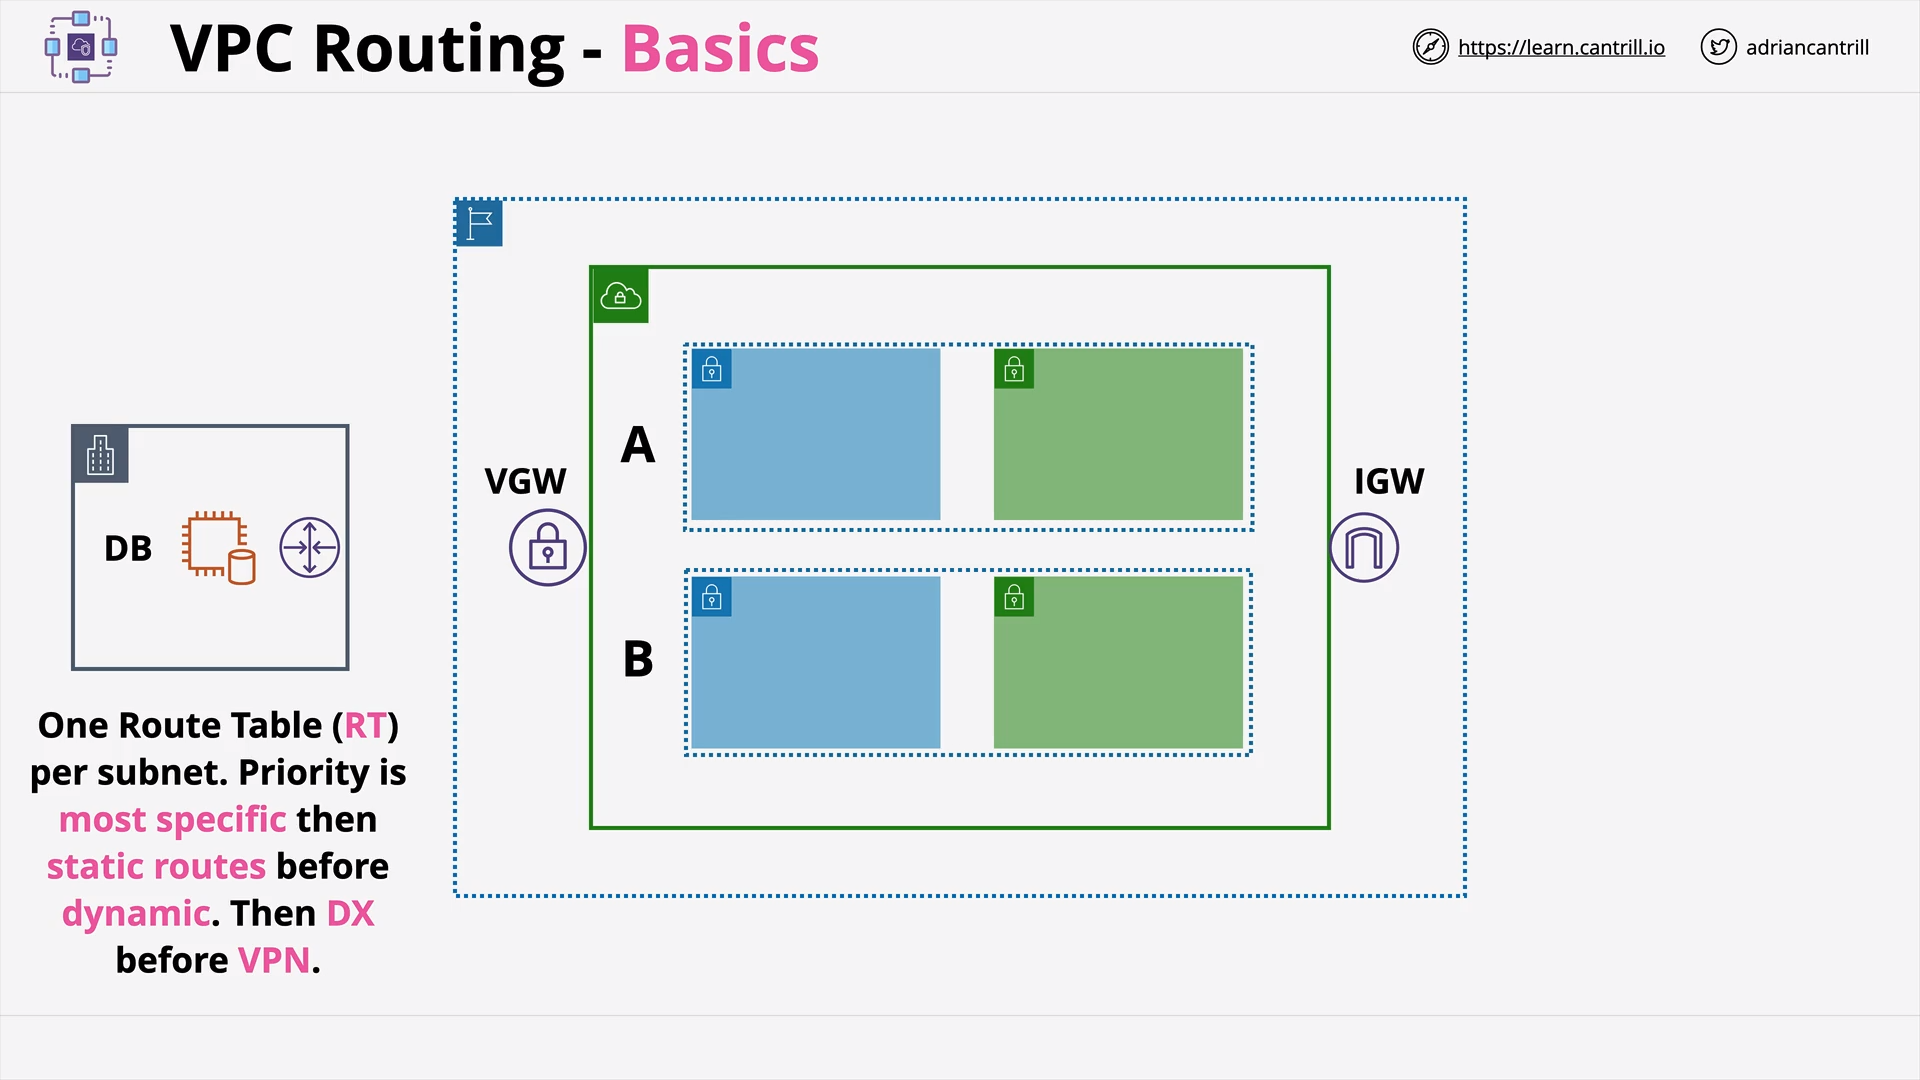 VPC Routing - Basics
https://learn.cantrill.io
adriancantrill
VGW
A
IGW
DB
B
One Route Table (RT)
per subnet. Priority is
most specific then
static routes before
dynamic. Then DX
before VPN.